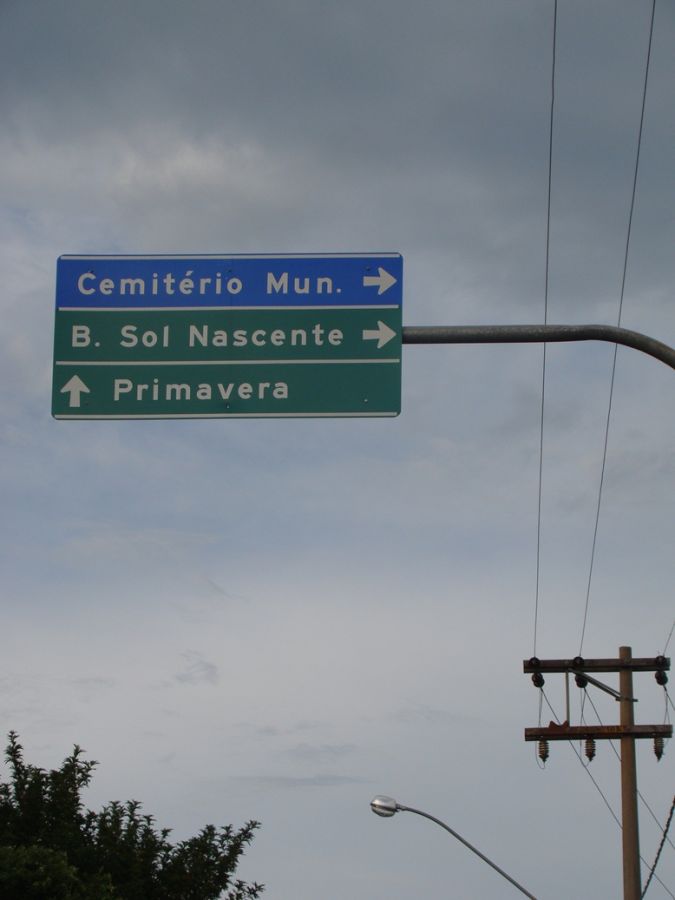 Cemitério Mun.
B. Sol Nascente
Primavera